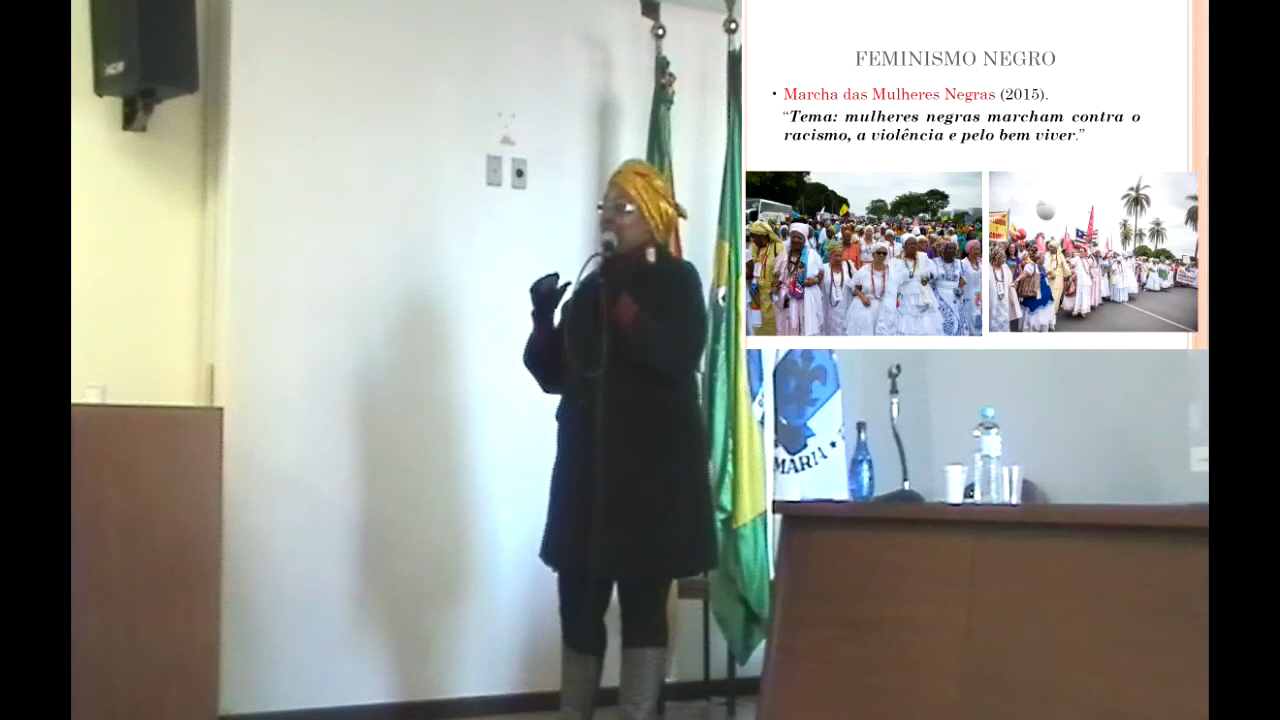 FEMINISMO NEGRO
• Marcha das Mulheres Negras (2015).
“Tema: mulheres negras marcham contra o
racismo, a violência e pelo bem viver.”
MARIA